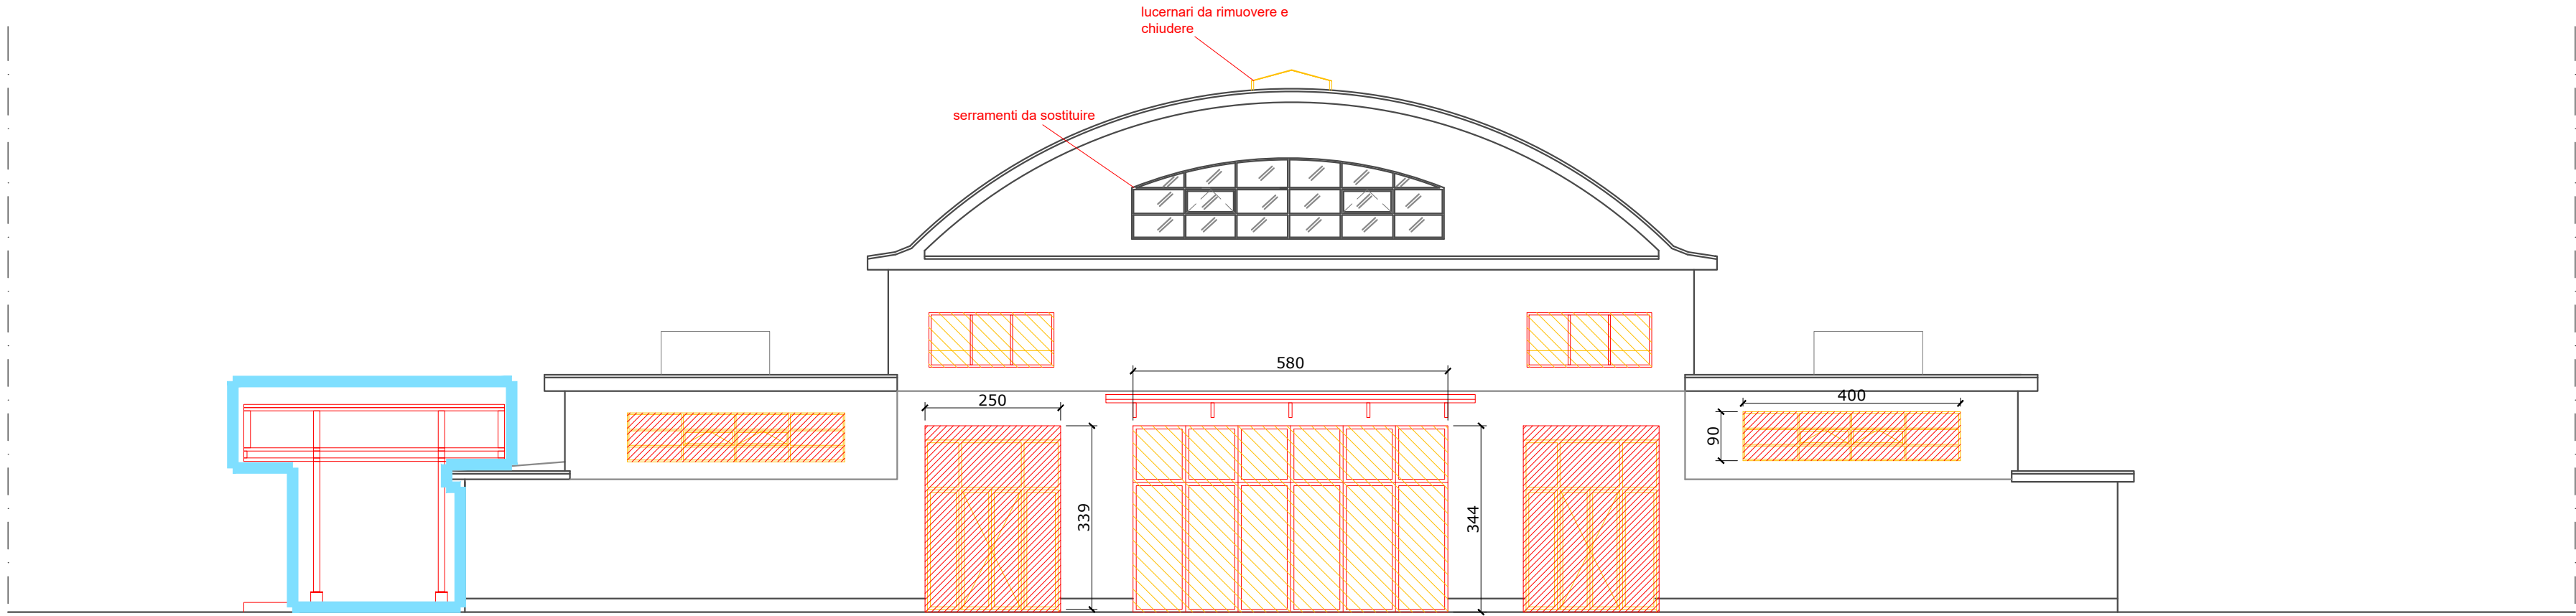 lucernari da rimuovere e
chiudere
serramenti da sostituire
580
250
400
90
339
344